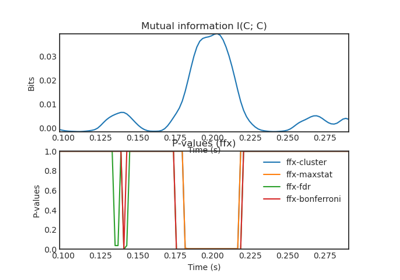 Mutual information I(C; C)
0.03
0.02
0.01
0.00
Bits
0.100 0.125 0.150 0.175 0.200 0.225 0.250 0.275
Time (s)
P-values (ffx)
1.0
0.8
0.6
0.4
0.2
0.0
P-values
ffx-cluster
ffx-maxstat
ffx-fdr
ffx-bonferroni
0.100 0.125 0.150 0.175 0.200 0.225 0.250 0.275
Time (s)